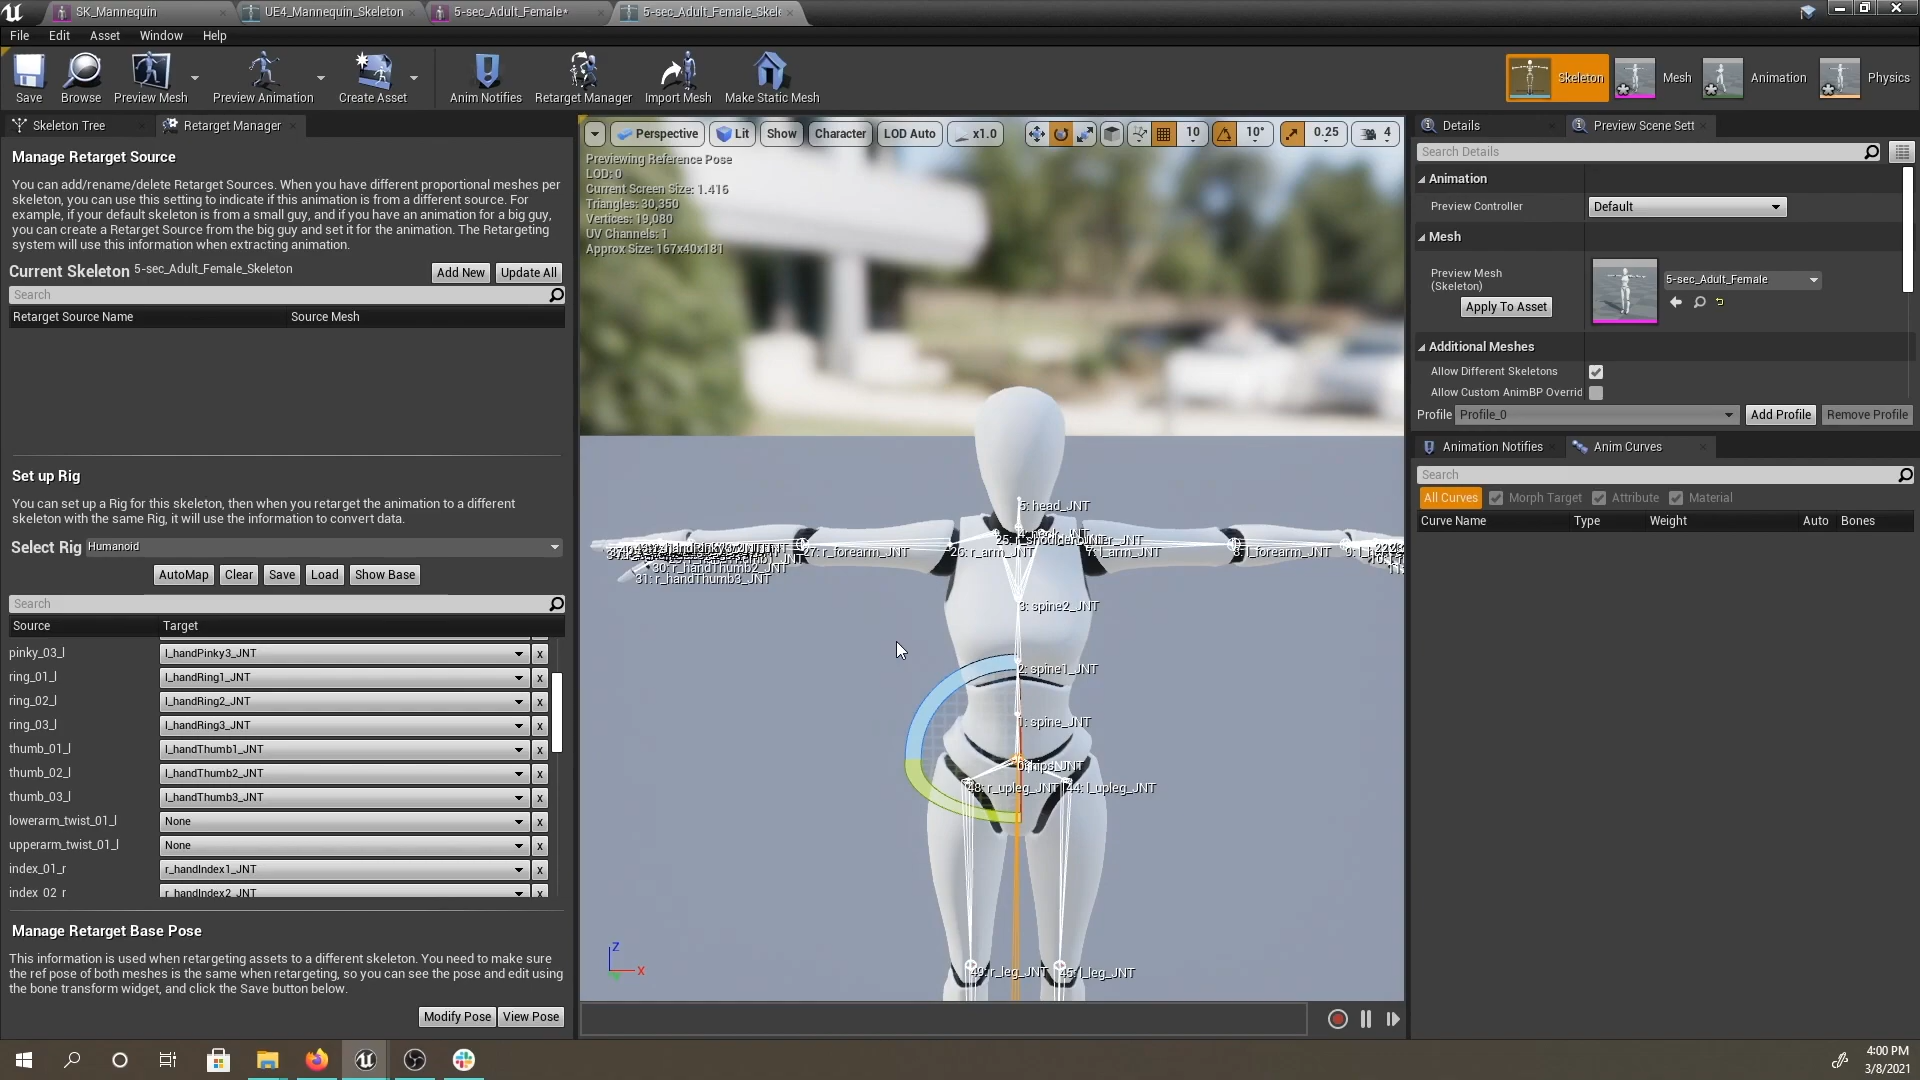 SK_Mannequin
UE4_Mannequin_Skeleton
5-sec_Adult_Female*
5-sec_Adult_Female_Skel
File
Edit
Asset
Window
Help
Save
Browse
Preview Mesh
Preview Animation
Create Asset
Anim Notifies
Retarget Manager
Import Mesh
Make Static Mesh
Skeleton
Mesh
Animation
Physics
Skeleton Tree
Retarget Manager
Manage Retarget Source
You can add/rename/delete Retarget Sources. When you have different proportional meshes per
skeleton, you can use this setting to indicate if this animation is from a different source. For
example, if your default skeleton is from a small guy, and if you have an animation for a big guy,
you can create a Retarget Source from the big guy and set it for the animation. The Retargeting
system will use this information when extracting animation.
Current Skeleton 5-sec_Adult_Female_Skeleton
Add New
Update All
Search
Retarget Source Name
Source Mesh
Set up Rig
You can set up a Rig for this skeleton, then when you retarget the animation to a different
skeleton with the same Rig, it will use the information to convert data.
Select Rig Humanoid
AutoMap
Clear
Save
Load
Show Base
Search
Source
Target
pinky_03_l
l_handPinky3_JNT
x
ring_01_l
l_handRing1_JNT
x
ring_02_l
l_handRing2_JNT
x
ring_03_l
l_handRing3_JNT
x
thumb_01_l
l_handThumb1_JNT
x
thumb_02_l
l_handThumb2_JNT
x
thumb_03_l
l_handThumb3_JNT
x
lowerarm_twist_01_l
None
x
upperarm_twist_01_l
None
x
index_01_r
r_handIndex1_JNT
x
index_02_r
r_handIndex2_JNT
x
Manage Retarget Base Pose
This information is used when retargeting assets to a different skeleton. You need to make sure
the ref pose of both meshes is the same when retargeting, so you can see the pose and edit using
the bone transform widget, and click the Save button below.
Modify Pose
View Pose
Perspective
Lit
Show
Character
LOD Auto
x1.0
10
10°
0.25
4
Previewing Reference Pose
LOD: 0
Current Screen Size: 1.416
Triangles: 30,350
Vertices: 19,080
UV Channels: 1
Approx Size: 167x40x181
5: head_JNT
27: r_forearm_JNT
26: r_arm_JNT
7: l_arm_JNT
8: l_forearm_JNT
30: r_handThumb2_JNT
31: r_handThumb3_JNT
3: spine2_JNT
2: spine1_JNT
1: spine_JNT
48: r_upleg_JNT
44: l_upleg_JNT
49: r_leg_JNT
45: l_leg_JNT
Z
X
Details
Preview Scene Sett
Search Details
Animation
Preview Controller
Default
Mesh
Preview Mesh
(Skeleton)
Apply To Asset
5-sec_Adult_Female
Additional Meshes
Allow Different Skeletons
Allow Custom AnimBP Overrid
Profile
Profile_0
Add Profile
Remove Profile
Animation Notifies
Anim Curves
Search
All Curves
Morph Target
Attribute
Material
Curve Name
Type
Weight
Auto
Bones
4:00 PM
3/8/2021